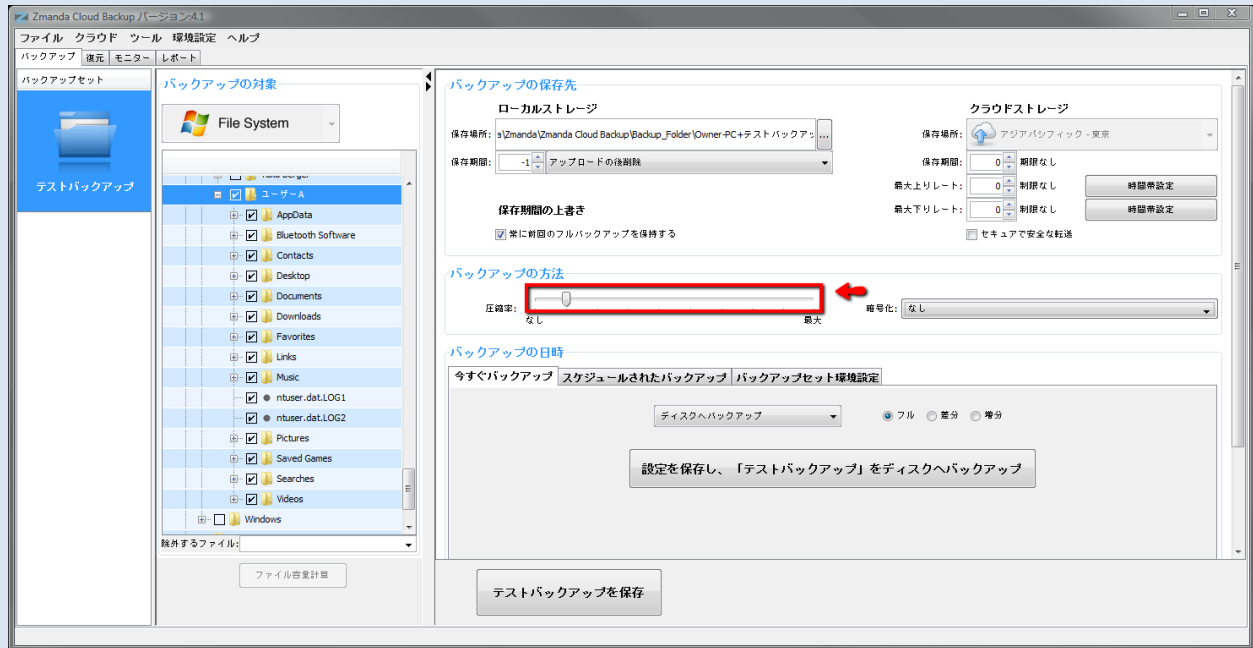 Zmanda Cloud Backup バージョン:4.1
ファイル クラウド ツール 環境設定 ヘルプ
バックアップ 復元 モニター レポート
バックアップセット
テストバックアップ
バックアップの対象
File System
ユーザーA
AppData
Bluetooth Software
Contacts
Desktop
Documents
Downloads
Favorites
Links
Music
ntuser.dat.LOG1
ntuser.dat.LOG2
Pictures
Saved Games
Searches
Videos
Windows
除外するファイル:
ファイル容量計算
バックアップの保存先
ローカルストレージ
保存場所: a\Zmanda\Zmanda Cloud Backup\Backup_Folder\Owner-PC+テストバックアッ ...
保存期間: -1 アップロードの後削除
保存期間の上書き
常に前回のフルバックアップを保持する
クラウドストレージ
保存場所: アジアパシフィック - 東京
保存期間: 0 期限なし
最大上りレート: 0 制限なし 時間帯設定
最大下りレート: 0 制限なし 時間帯設定
セキュアで安全な転送
バックアップの方法
圧縮率:
なし 最大
暗号化: なし
バックアップの日時
今すぐバックアップ スケジュールされたバックアップ バックアップセット環境設定
ディスクへバックアップ フル 差分 増分
設定を保存し、「テストバックアップ」をディスクへバックアップ
テストバックアップを保存